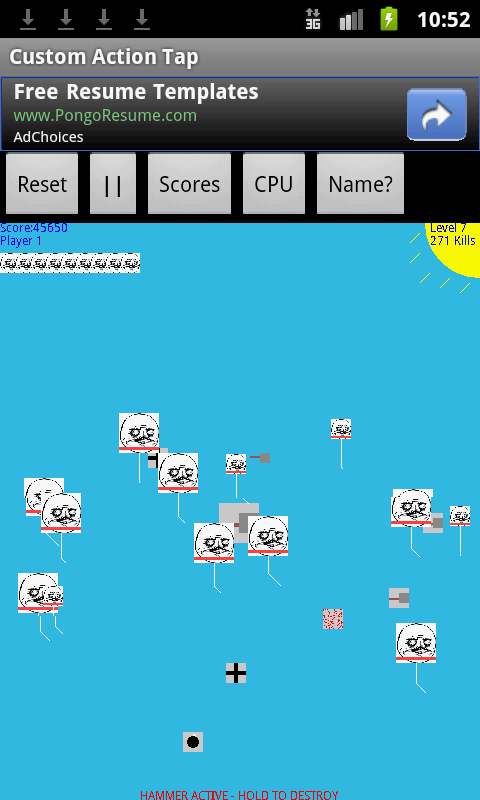 3G 10:52
Custom Action Tap
Free Resume Templates
www.PongoResume.com
AdChoices
Reset || Scores CPU Name?
Score:45650 Level 7
Player 1 271 Kills
HAMMER ACTIVE - HOLD TO DESTROY